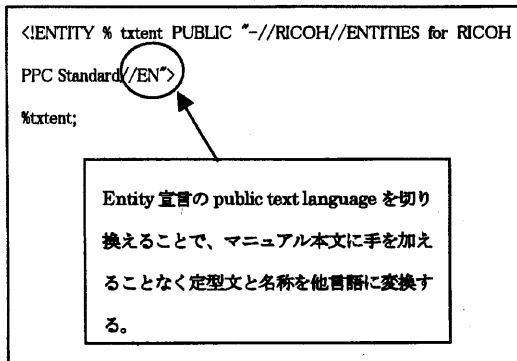 <!ENTITY % txtent PUBLIC "-//RICOH//ENTITIES for RICOH
PPC Standard//EN">
%txtent;
Entity 宣言の public text language を切り
換えることで、マニュアル本文に手を加え
ることなく定型文と名称を他言語に変換す
る。